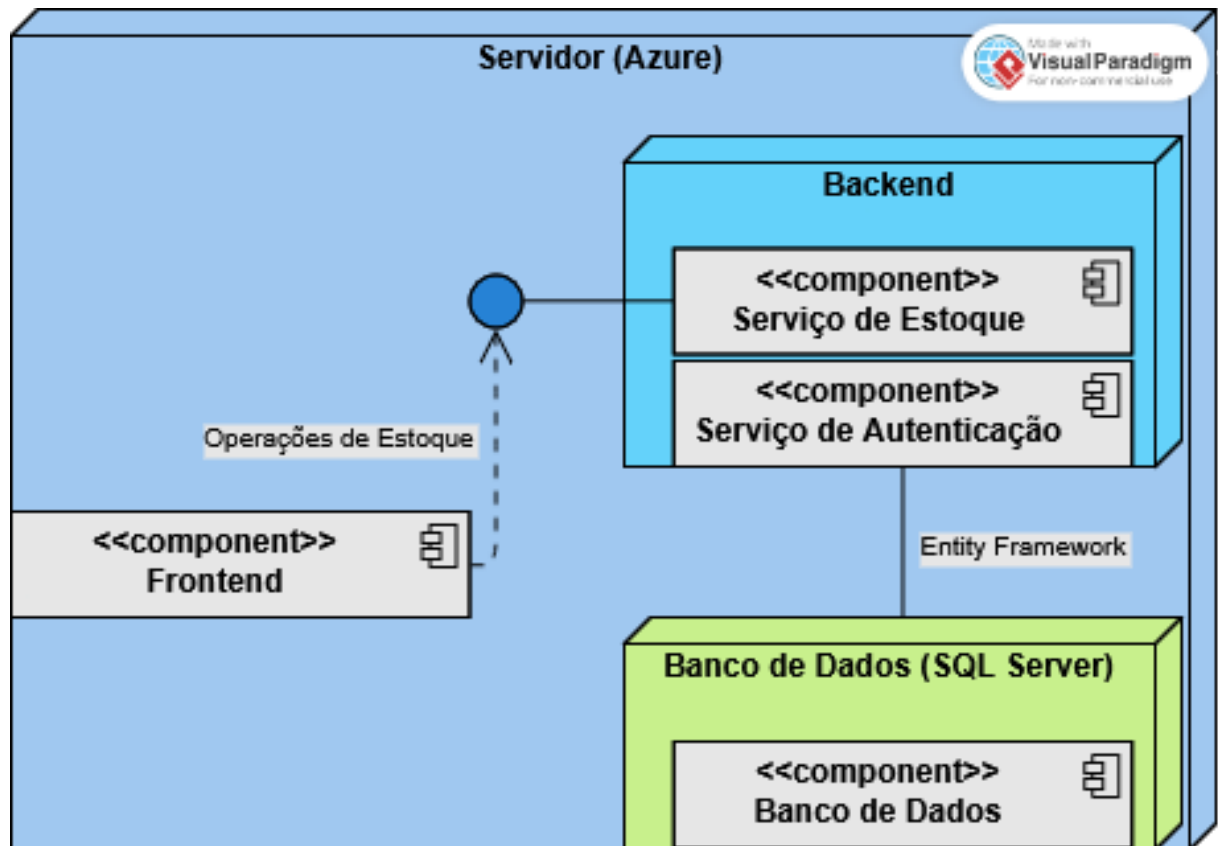 Servidor (Azure)
Made with
Visual Paradigm
For non-commercial use
Backend
<<component>>
Serviço de Estoque
<<component>>
Serviço de Autenticação
Operações de Estoque
<<component>>
Frontend
Entity Framework
Banco de Dados (SQL Server)
<<component>>
Banco de Dados